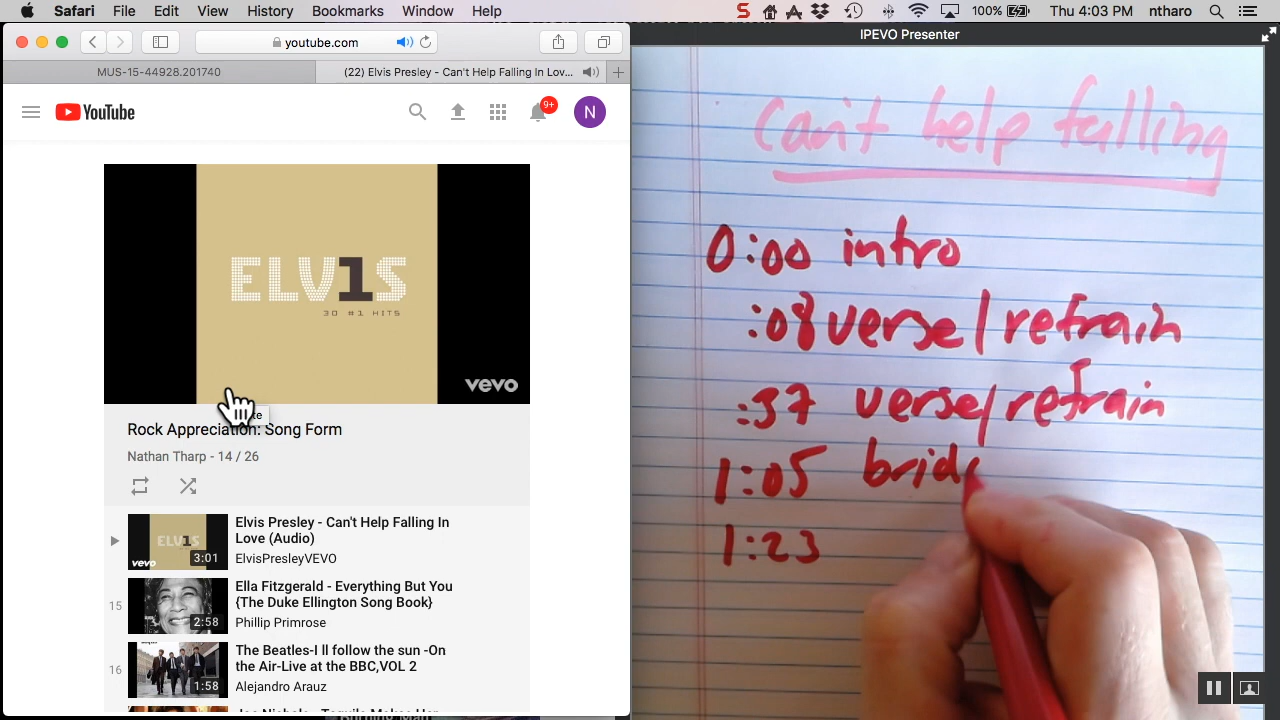 Safari File Edit View History Bookmarks Window Help 100% Thu 4:03 PM ntharo
youtube.com
MUS-15-44928.201740
(22) Elvis Presley - Can't Help Falling In Lov...
YouTube
9+
N
ELV1S
30 #1 HITS
vevo
Rock Appreciation: Song Form
Nathan Tharp - 14 / 26
Elvis Presley - Can't Help Falling In
Love (Audio)
ElvisPresleyVEVO
ELV1S
vevo
3:01
15
Ella Fitzgerald - Everything But You
{The Duke Ellington Song Book}
Phillip Primrose
2:58
16
The Beatles-I ll follow the sun -On
the Air-Live at the BBC,VOL 2
Alejandro Arauz
1:58
IPEVO Presenter
Can't help falling
0:00 intro
:08 verse/refrain
:37 verse/refrain
1:05 bridg
1:23